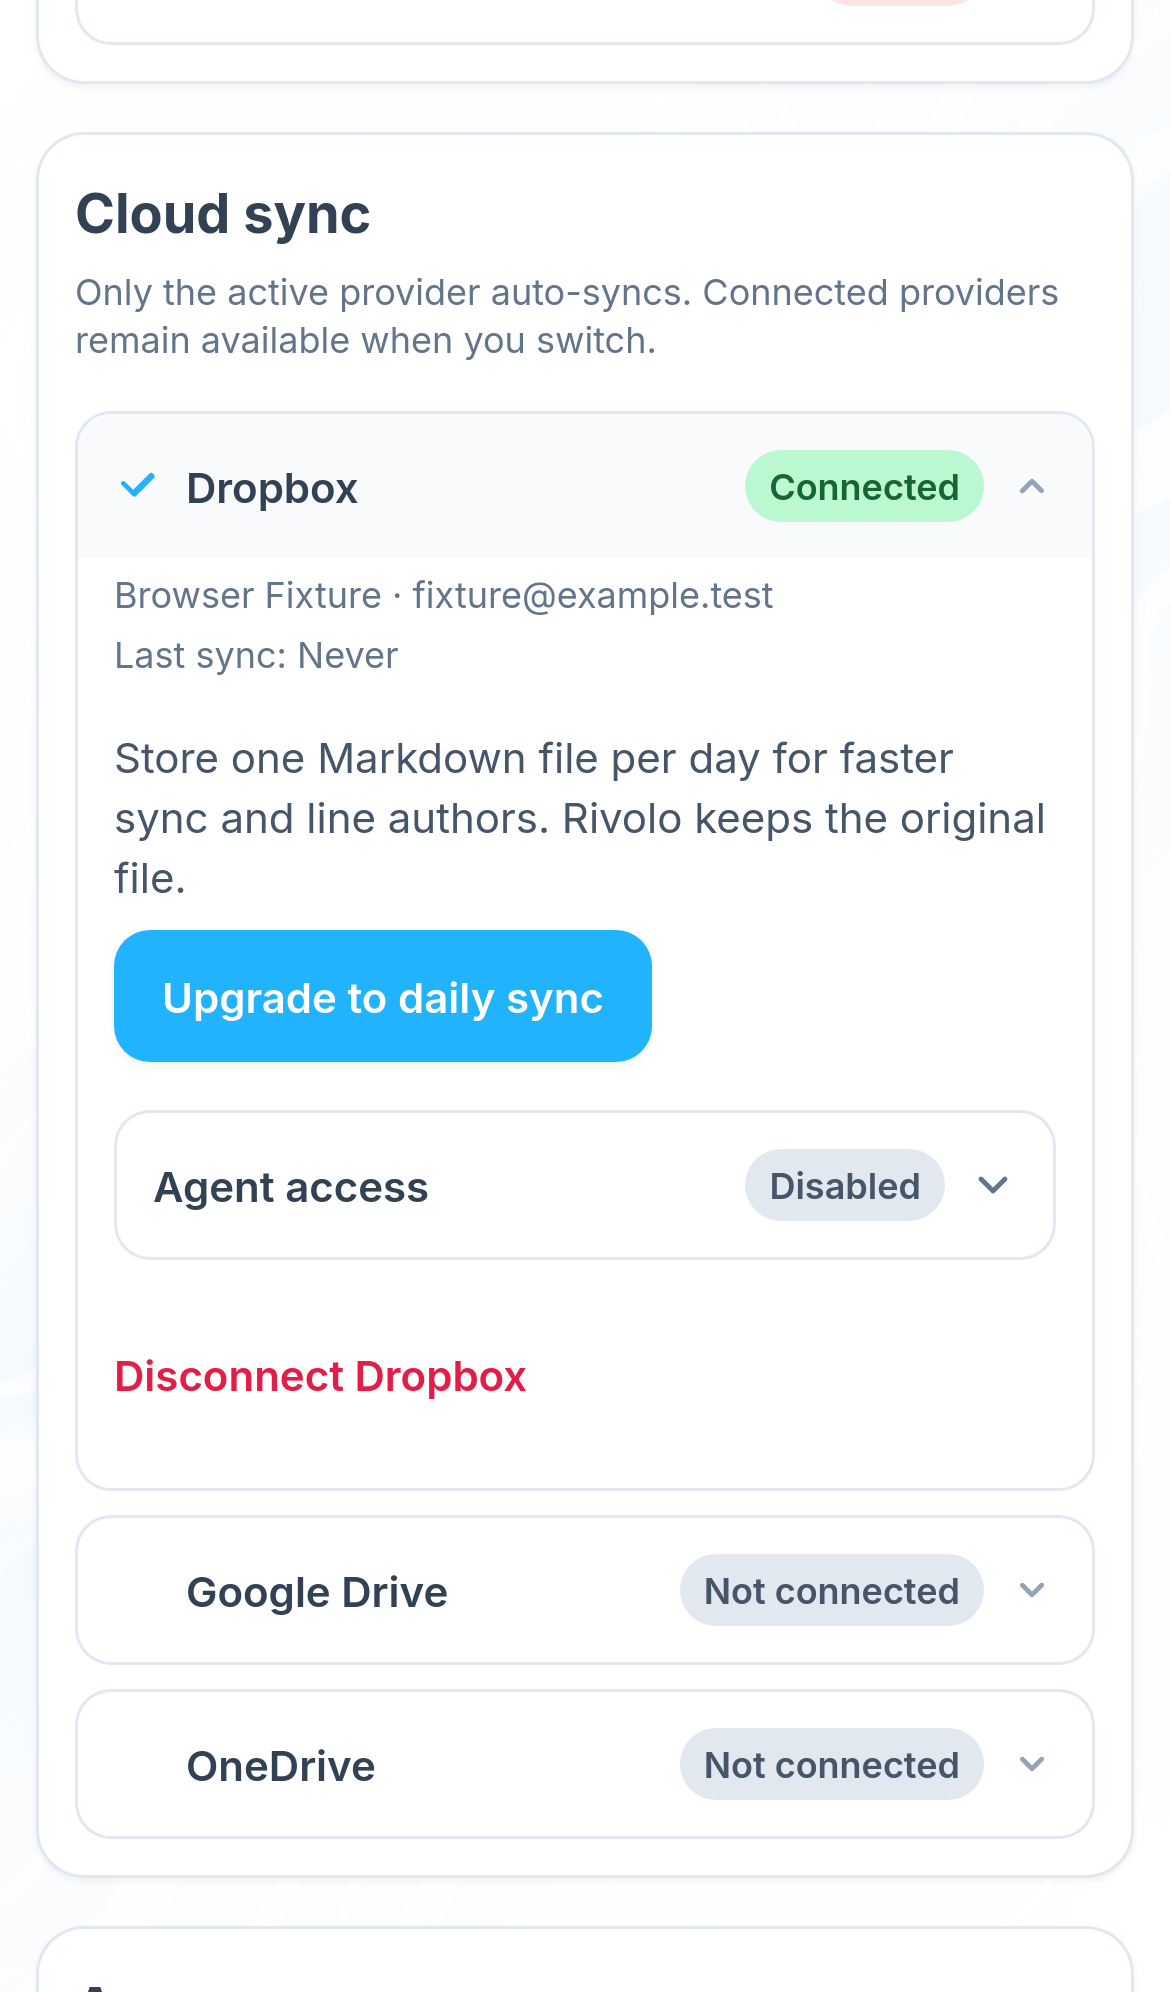 Cloud sync
Only the active provider auto-syncs. Connected providers
remain available when you switch.
Dropbox
Connected
Browser Fixture · fixture@example.test
Last sync: Never
Store one Markdown file per day for faster
sync and line authors. Rivolo keeps the original
file.
Upgrade to daily sync
Agent access
Disabled
Disconnect Dropbox
Google Drive
Not connected
OneDrive
Not connected